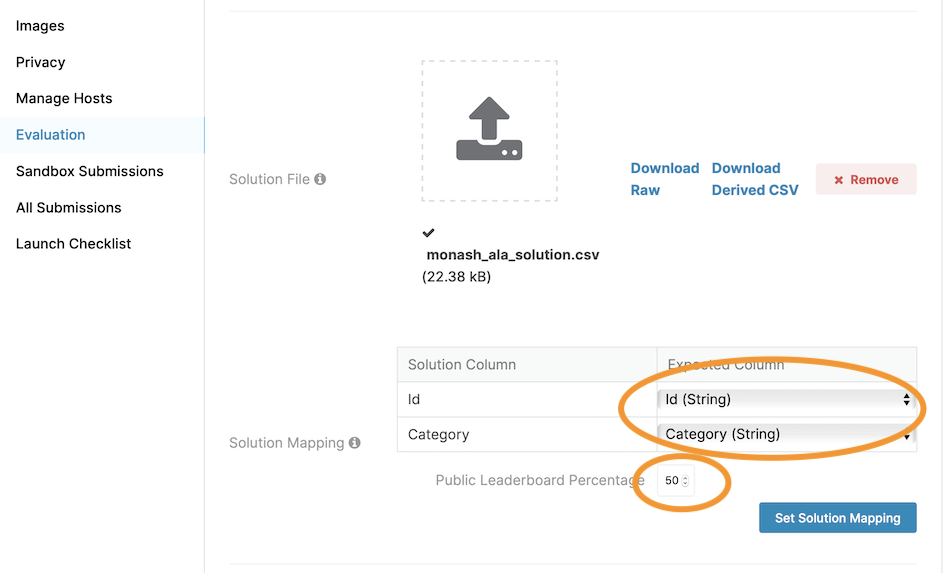 Images
Privacy
Manage Hosts
Evaluation
Sandbox Submissions
All Submissions
Launch Checklist
Solution File
Download Raw
Download Derived CSV
Remove
monash_ala_solution.csv
(22.38 kB)
Solution Mapping
Solution Column Expected Column
Id Id (String)
Category Category (String)
Public Leaderboard Percentage 50
Set Solution Mapping